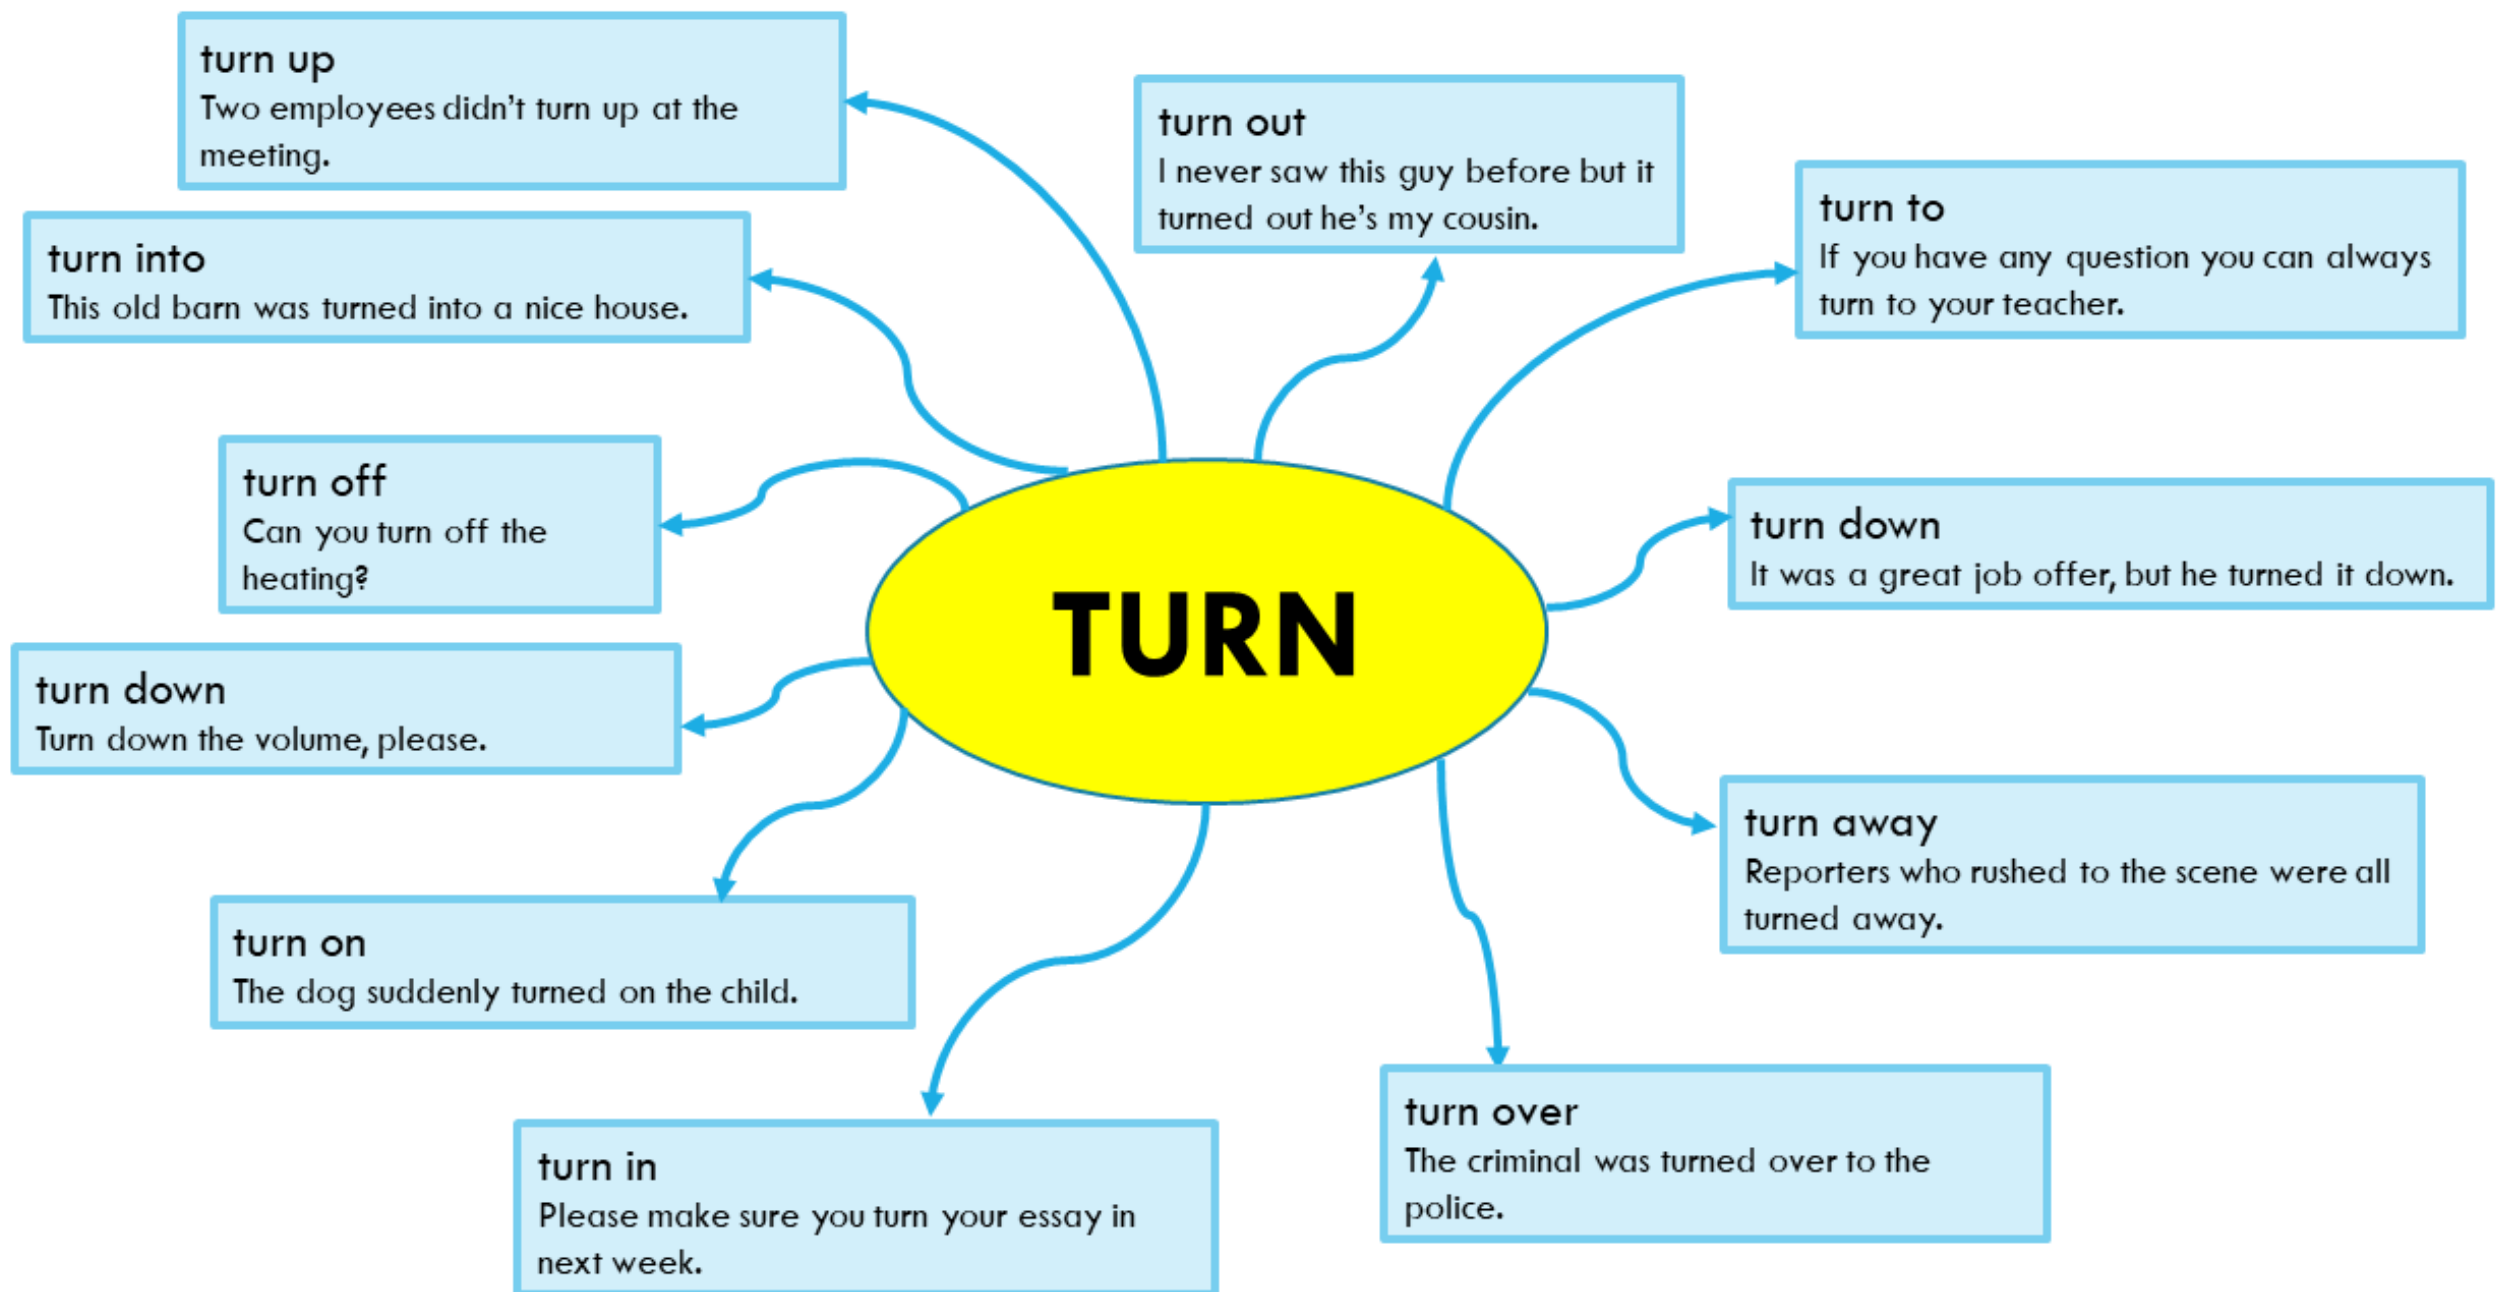 turn up
Two employees didn’t turn up at the
meeting.
turn out
I never saw this guy before but it
turned out he’s my cousin.
turn to
If you have any question you can always
turn to your teacher.
turn into
This old barn was turned into a nice house.
turn off
Can you turn off the
heating?
turn down
It was a great job offer, but he turned it down.
TURN
turn down
Turn down the volume, please.
turn away
Reporters who rushed to the scene were all
turned away.
turn on
The dog suddenly turned on the child.
turn over
The criminal was turned over to the
police.
turn in
Please make sure you turn your essay in
next week.